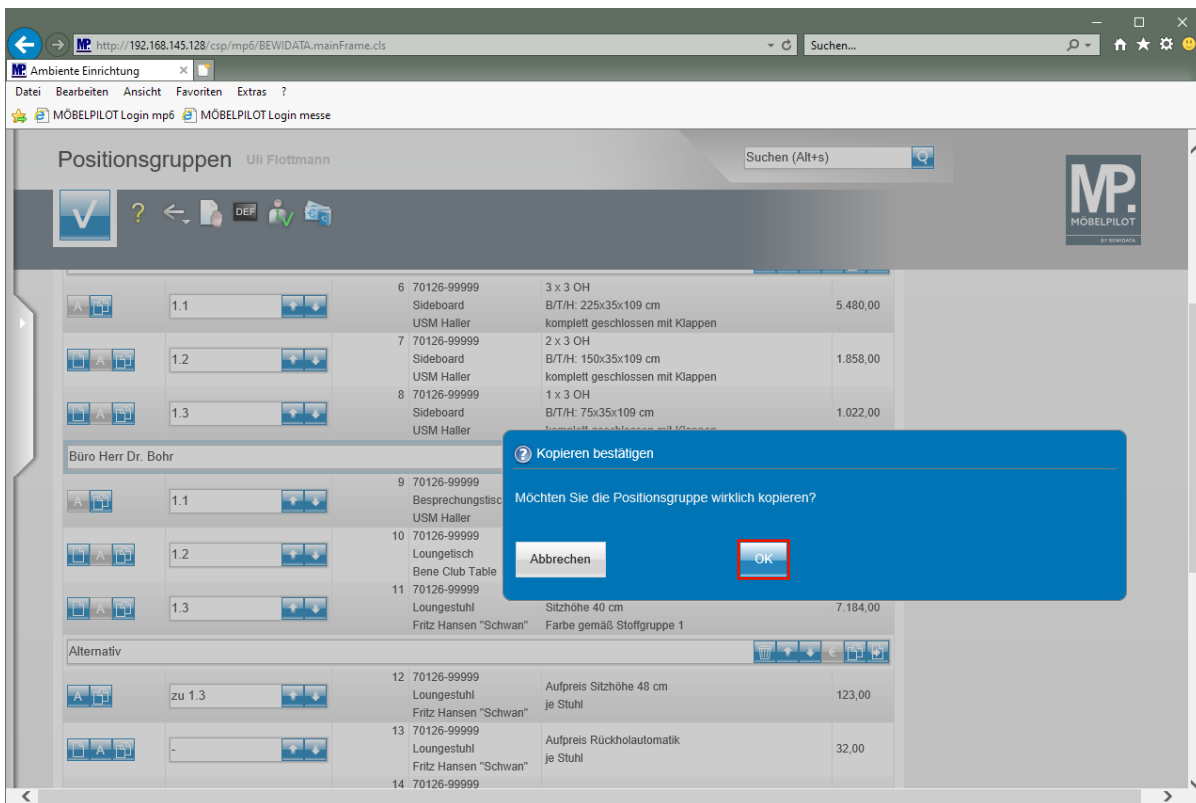 http://192.168.145.128/csp/mp6/BEWIDATA.mainFrame.cls
Suchen...
MP. Ambiente Einrichtung
Datei Bearbeiten Ansicht Favoriten Extras ?
MÖBELPILOT Login mp6 MÖBELPILOT Login messe
Positionsgruppen Uli Flottmann
Suchen (Alt+s)
MP.
MÖBELPILOT
BY BEWIDATA
? DEF
6 70126-99999 3 x 3 OH
A 1.1 Sideboard B/T/H: 225x35x109 cm 5.480,00
USM Haller komplett geschlossen mit Klappen
7 70126-99999 2 x 3 OH
A 1.2 Sideboard B/T/H: 150x35x109 cm 1.858,00
USM Haller komplett geschlossen mit Klappen
8 70126-99999 1 x 3 OH
A 1.3 Sideboard B/T/H: 75x35x109 cm 1.022,00
USM Haller komplett geschlossen mit Klappen
Büro Herr Dr. Bohr
? Kopieren bestätigen
Möchten Sie die Positionsgruppe wirklich kopieren?
Abbrechen OK
9 70126-99999
A 1.1 Besprechungstisc
USM Haller
10 70126-99999
A 1.2 Loungetisch
Bene Club Table
11 70126-99999
A 1.3 Loungestuhl Sitzhöhe 40 cm 7.184,00
Fritz Hansen "Schwan" Farbe gemäß Stoffgruppe 1
Alternativ €
12 70126-99999
A zu 1.3 Loungestuhl Aufpreis Sitzhöhe 48 cm 123,00
Fritz Hansen "Schwan" je Stuhl
13 70126-99999
A - Loungestuhl Aufpreis Rückholautomatik 32,00
Fritz Hansen "Schwan" je Stuhl
14 70126-99999